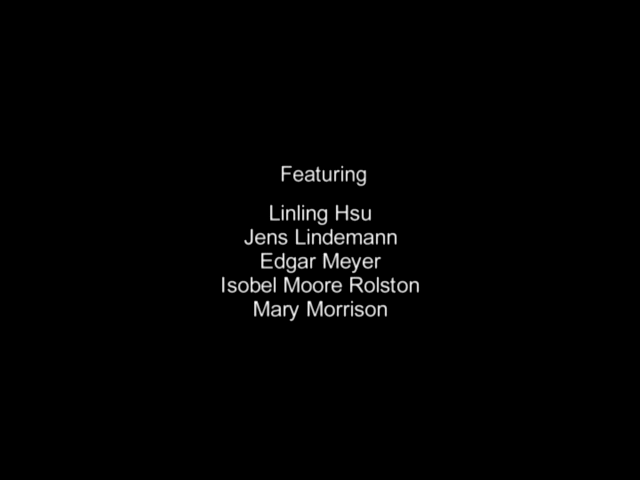 Featuring
Linling Hsu
Jens Lindemann
Edgar Meyer
Isobel Moore Rolston
Mary Morrison